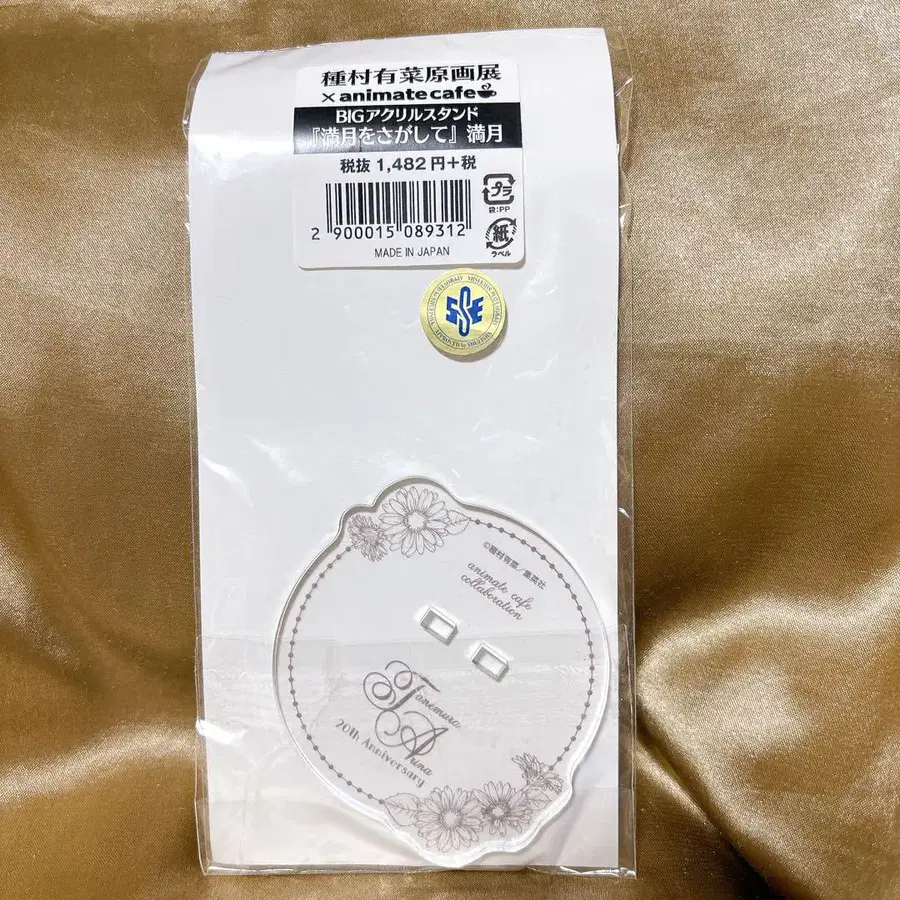 種村有菜原画展
×animatecafe
BIGアクリルスタンド
『満月をさがして』満月
税抜 1,482 円+税
2 900015 089312
MADE IN JAPAN
プラ
袋:PP
紙
ラベル
SSE
©種村有菜/集英社
animate cafe
collaboration
Tanemura
Arina
20th Anniversary